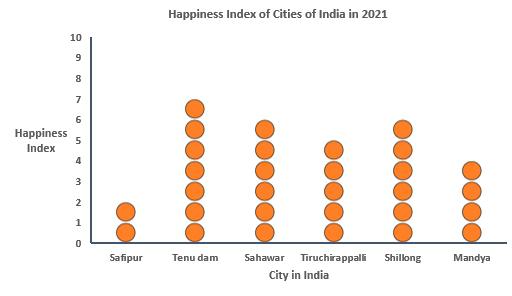 Happiness Index of Cities of India in 2021
10
9
8
7
6
5
4
3
2
1
0
Happiness
Index
Safipur Tenu dam Sahawar Tiruchirappalli Shillong Mandya
City in India